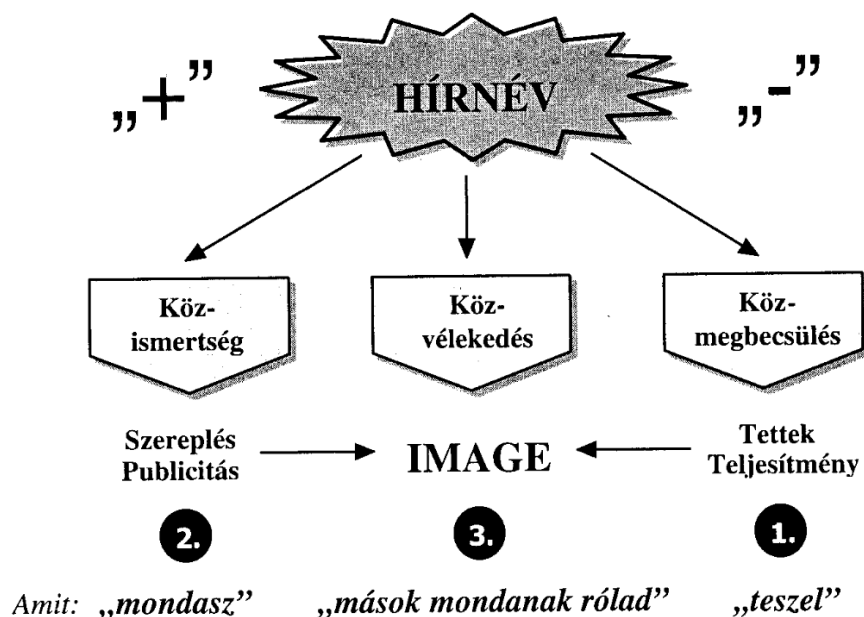 „+”
HÍRNÉV
„-”
Köz-
ismertség
Köz-
vélekedés
Köz-
megbecsülés
Szereplés
Publicitás
IMAGE
Tettek
Teljesítmény
2.
3.
1.
Amit: „mondasz” „mások mondanak rólad” „teszel”